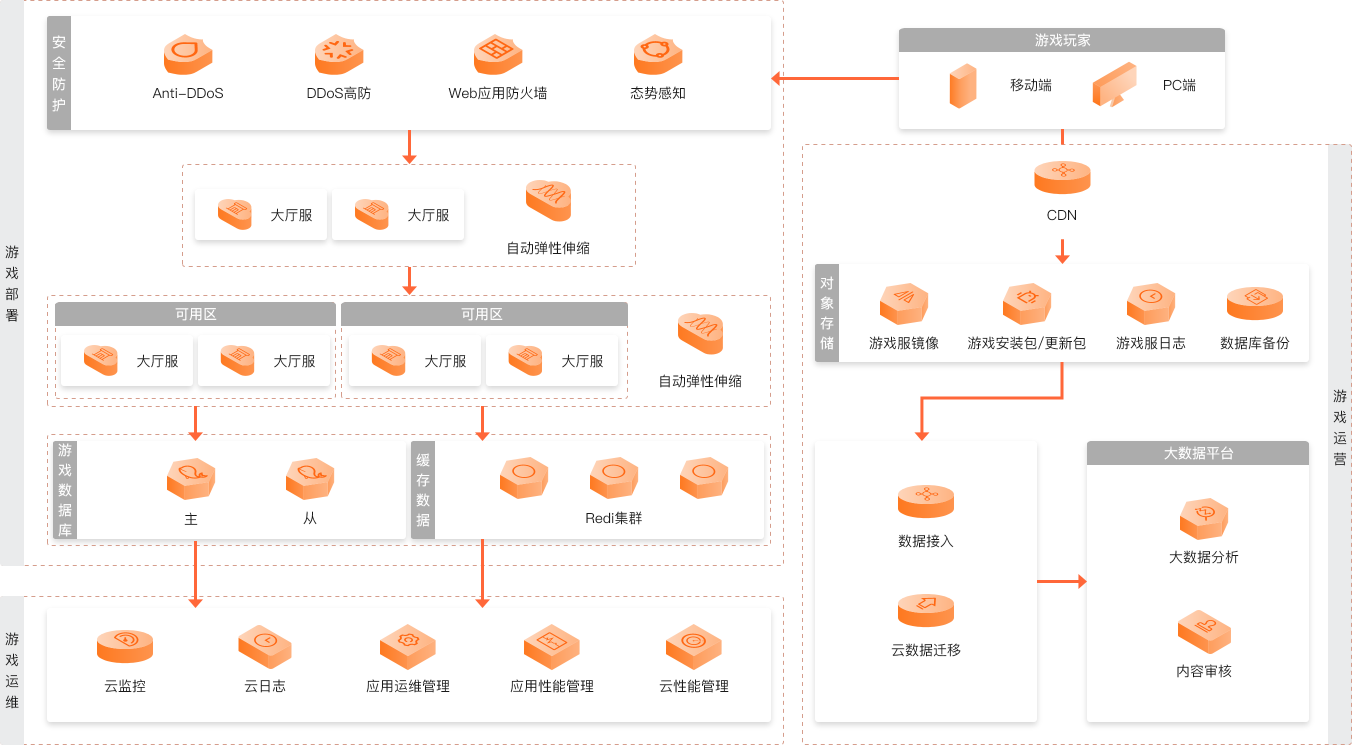 游戏部署
安全防护
Anti-DDoS
DDoS高防
Web应用防火墙
态势感知
大厅服
大厅服
自动弹性伸缩
可用区
大厅服
大厅服
可用区
大厅服
大厅服
自动弹性伸缩
游戏数据库
主
从
缓存数据
Redi集群
游戏运维
云监控
云日志
应用运维管理
应用性能管理
云性能管理
游戏玩家
移动端
PC端
游戏运营
CDN
对象存储
游戏服镜像
游戏安装包/更新包
游戏服日志
数据库备份
数据接入
云数据迁移
大数据平台
大数据分析
内容审核